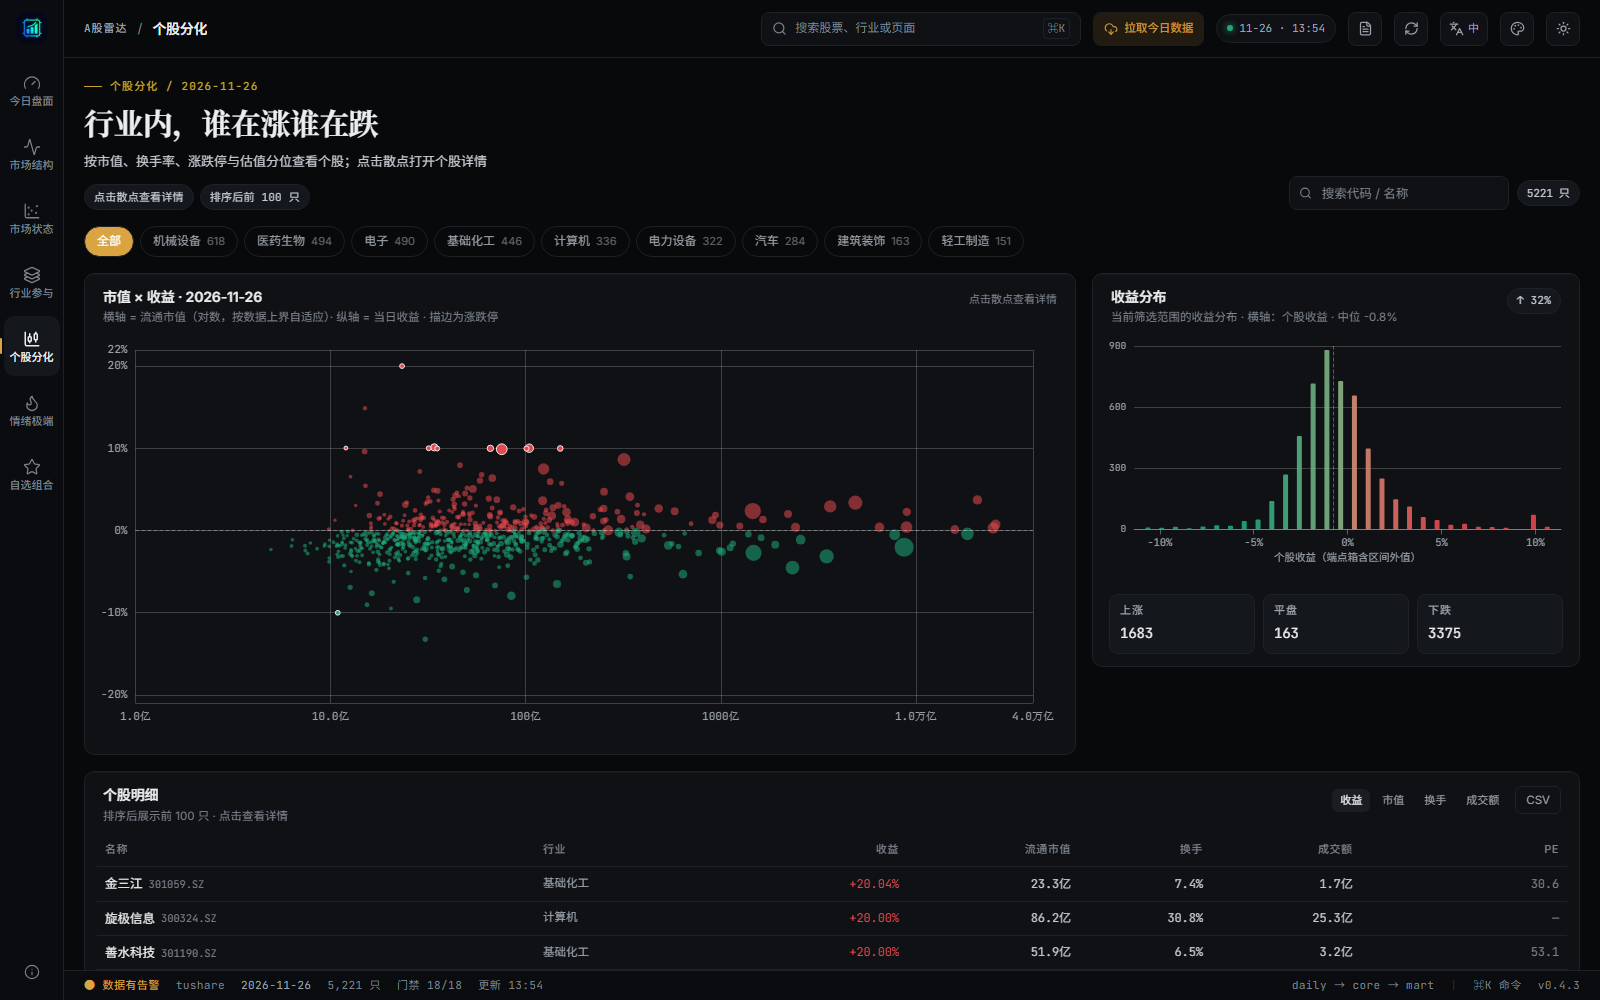 A股雷达 / 个股分化
搜索股票、行业或页面 ⌘K
拉取今日数据
11-26 · 13:54
中
今日盘面
市场结构
市场状态
行业参与
个股分化
情绪极端
自选组合
个股分化 / 2026-11-26
行业内，谁在涨谁在跌
按市值、换手率、涨跌停与估值分位查看个股；点击散点打开个股详情
点击散点查看详情 排序后前 100 只
搜索代码 / 名称 5221 只
全部 机械设备 618 医药生物 494 电子 490 基础化工 446 计算机 336 电力设备 322 汽车 284 建筑装饰 163 轻工制造 151
市值 × 收益 · 2026-11-26
点击散点查看详情
横轴 = 流通市值（对数，按数据上界自适应）· 纵轴 = 当日收益 · 描边为涨跌停
22%
20%
10%
0%
-10%
-20%
1.0亿 10.0亿 100亿 1000亿 1.0万亿 4.0万亿
收益分布
↑ 32%
当前筛选范围的收益分布 · 横轴：个股收益 · 中位 -0.8%
900
600
300
0
-10% -5% 0% 5% 10%
个股收益（端点箱含区间外值）
上涨 平盘 下跌
1683 163 3375
个股明细
排序后展示前 100 只 · 点击查看详情
收益 市值 换手 成交额 CSV
名称 行业 收益 流通市值 换手 成交额 PE
金三江 301059.SZ 基础化工 +20.04% 23.3亿 7.4% 1.7亿 30.6
旋极信息 300324.SZ 计算机 +20.00% 86.2亿 30.8% 25.3亿 —
善水科技 301190.SZ 基础化工 +20.00% 51.9亿 6.5% 3.2亿 53.1
数据有告警 tushare 2026-11-26 5,221 只 门禁 18/18 更新 13:54
daily → core → mart ⌘K 命令 v0.4.3